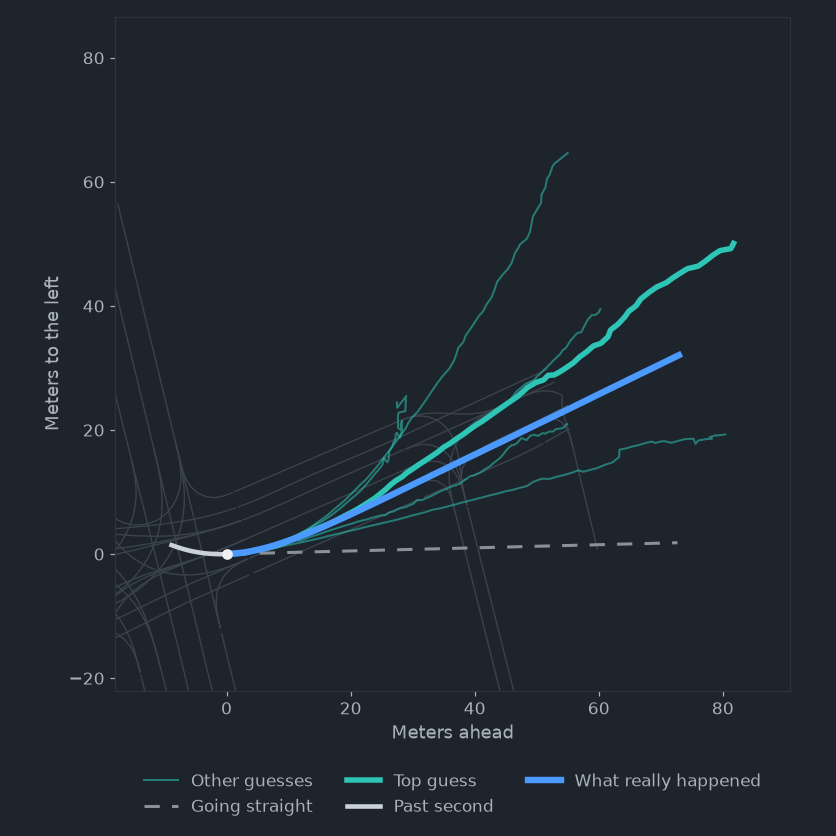 80
60
40
20
0
−20
Meters to the left
0 20 40 60 80
Meters ahead
Other guesses Top guess What really happened
Going straight Past second